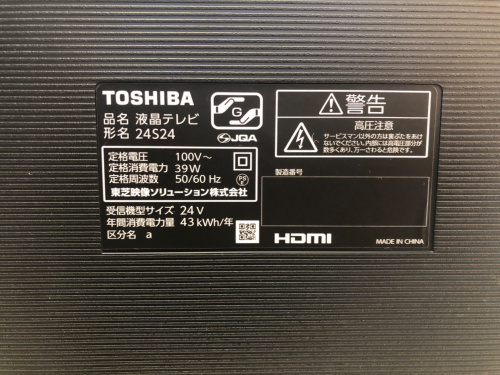 TOSHIBA
品名 液晶テレビ
形名 24S24
G
JQA
定格電圧 100V～
定格消費電力 39W
定格周波数 50/60 Hz
PS
E
東芝映像ソリューション株式会社
受信機型サイズ 24V
年間消費電力量 43kWh/年
区分名 a
警告
高圧注意
サービスマン以外の方は裏ぶたをあけ
ないでください。内部には高電圧部分が
数多くあり、万一さわると危険です。
製造番号
HDMI
MADE IN CHINA